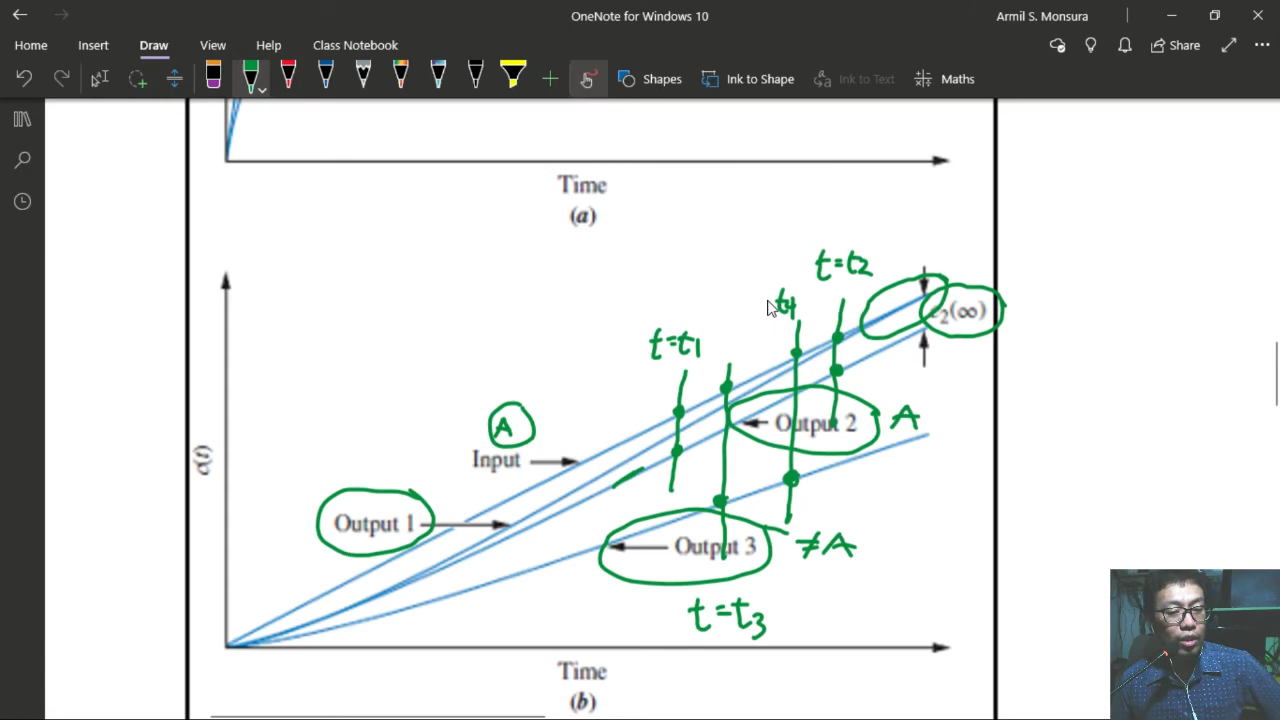 OneNote for Windows 10
Armil S. Monsura
Home Insert Draw View Help Class Notebook
Share
Shapes
Ink to Shape
Ink to Text
Maths
Time
(a)
t=t2
t4
2(∞)
t=t1
A
Input
Output 2
A
c(t)
Output 1
Output 3
≠A
t=t3
Time
(b)